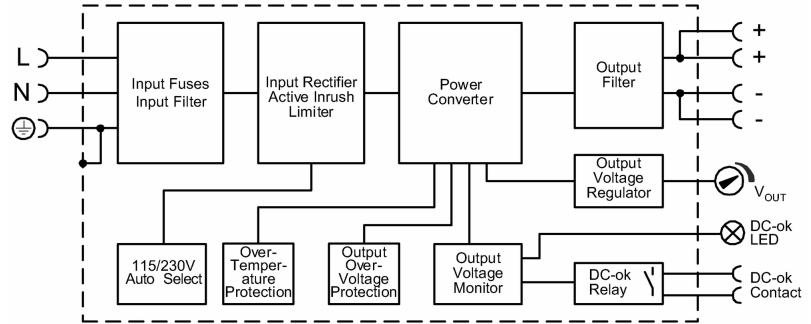 L
N
Input Fuses
Input Filter
Input Rectifier
Active Inrush
Limiter
Power
Converter
Output
Filter
+
+
-
-
Output
Voltage
Regulator
VOUT
115/230V
Auto Select
Over-
Temper-
ature
Protection
Output
Over-
Voltage
Protection
Output
Voltage
Monitor
DC-ok
Relay
DC-ok
LED
DC-ok
Contact